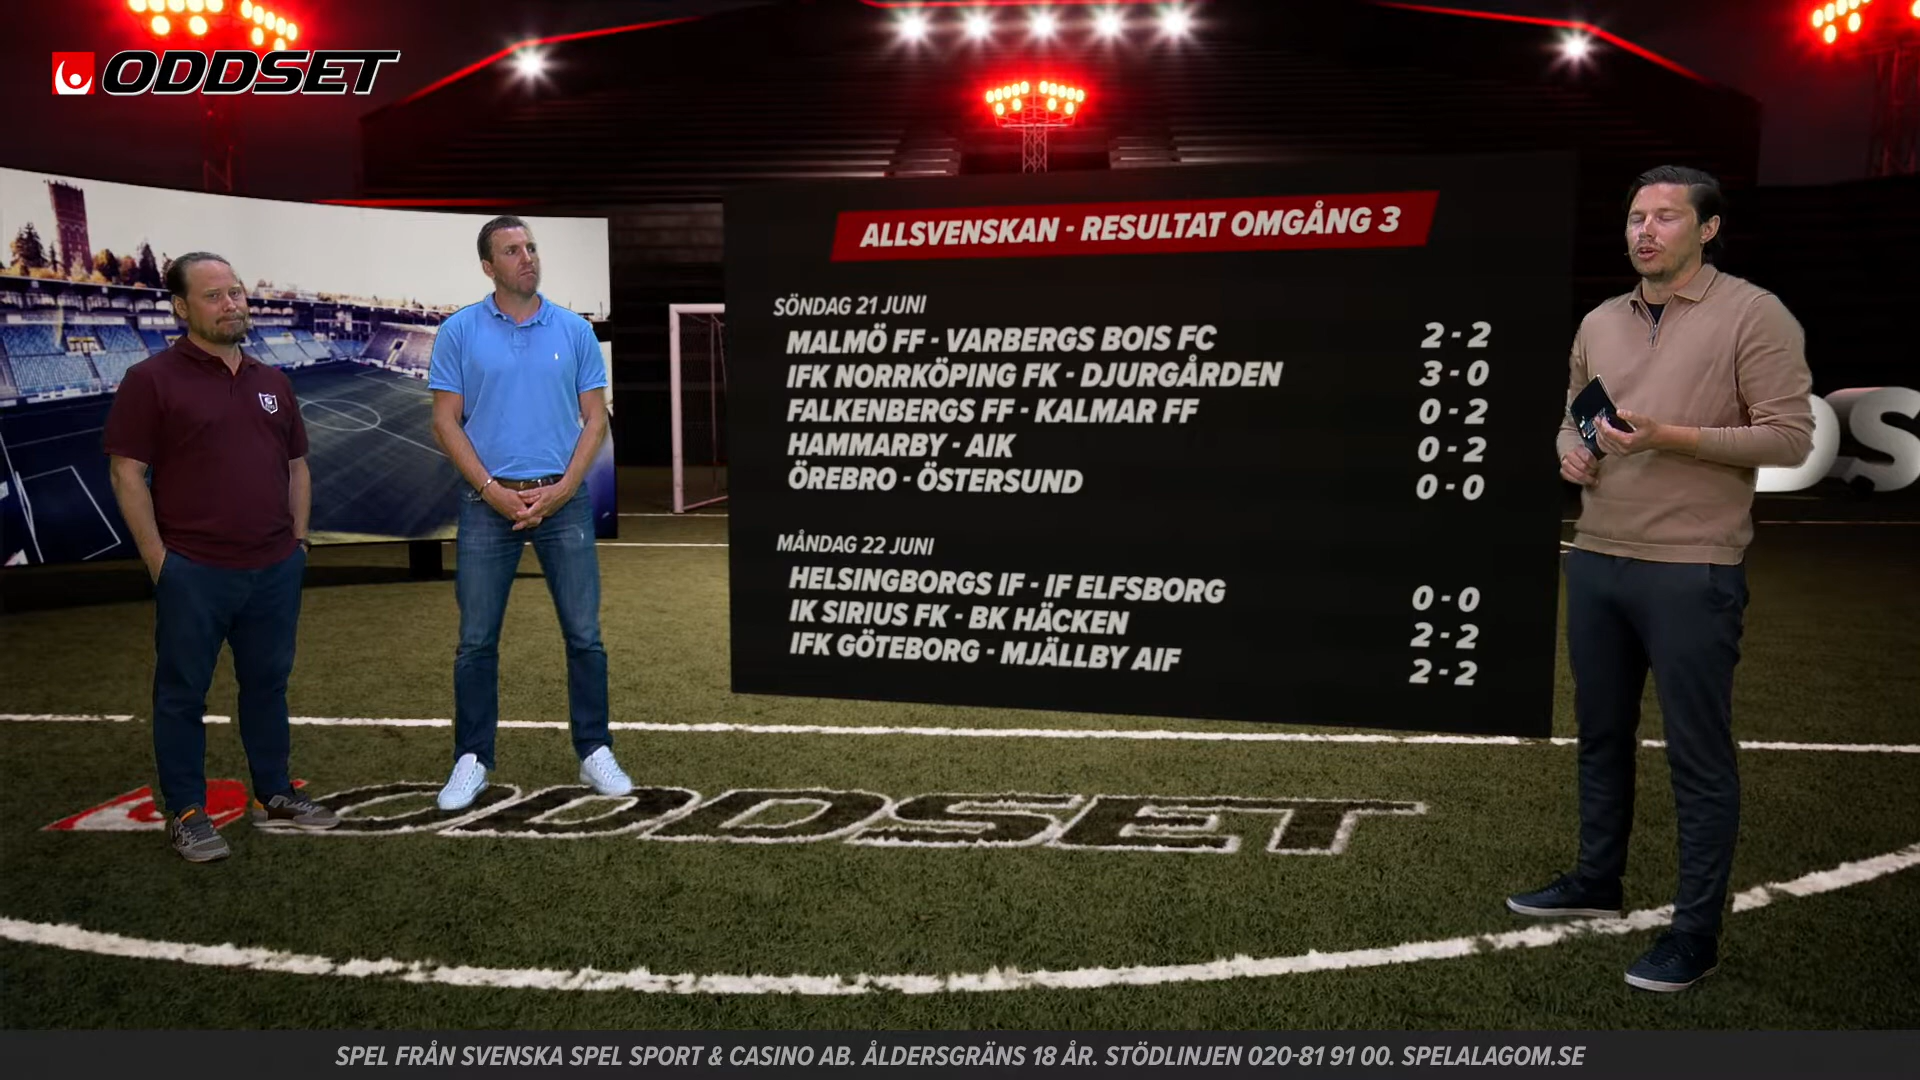 ODDSET
ALLSVENSKAN - RESULTAT OMGÅNG 3
SÖNDAG 21 JUNI
MALMÖ FF - VARBERGS BOIS FC 2 - 2
IFK NORRKÖPING FK - DJURGÅRDEN 3 - 0
FALKENBERGS FF - KALMAR FF 0 - 2
HAMMARBY - AIK 0 - 2
ÖREBRO - ÖSTERSUND 0 - 0
MÅNDAG 22 JUNI
HELSINGBORGS IF - IF ELFSBORG 0 - 0
IK SIRIUS FK - BK HÄCKEN 2 - 2
IFK GÖTEBORG - MJÄLLBY AIF 2 - 2
DS
ODDSET
SPEL FRÅN SVENSKA SPEL SPORT & CASINO AB. ÅLDERSGRÄNS 18 ÅR. STÖDLINJEN 020-81 91 00. SPELALAGOM.SE